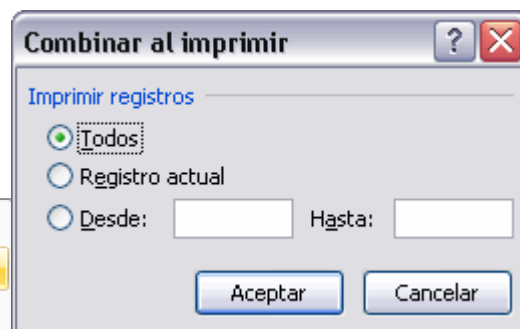 Combinar al imprimir
Imprimir registros
Todos
Registro actual
Desde: Hasta:
Aceptar Cancelar